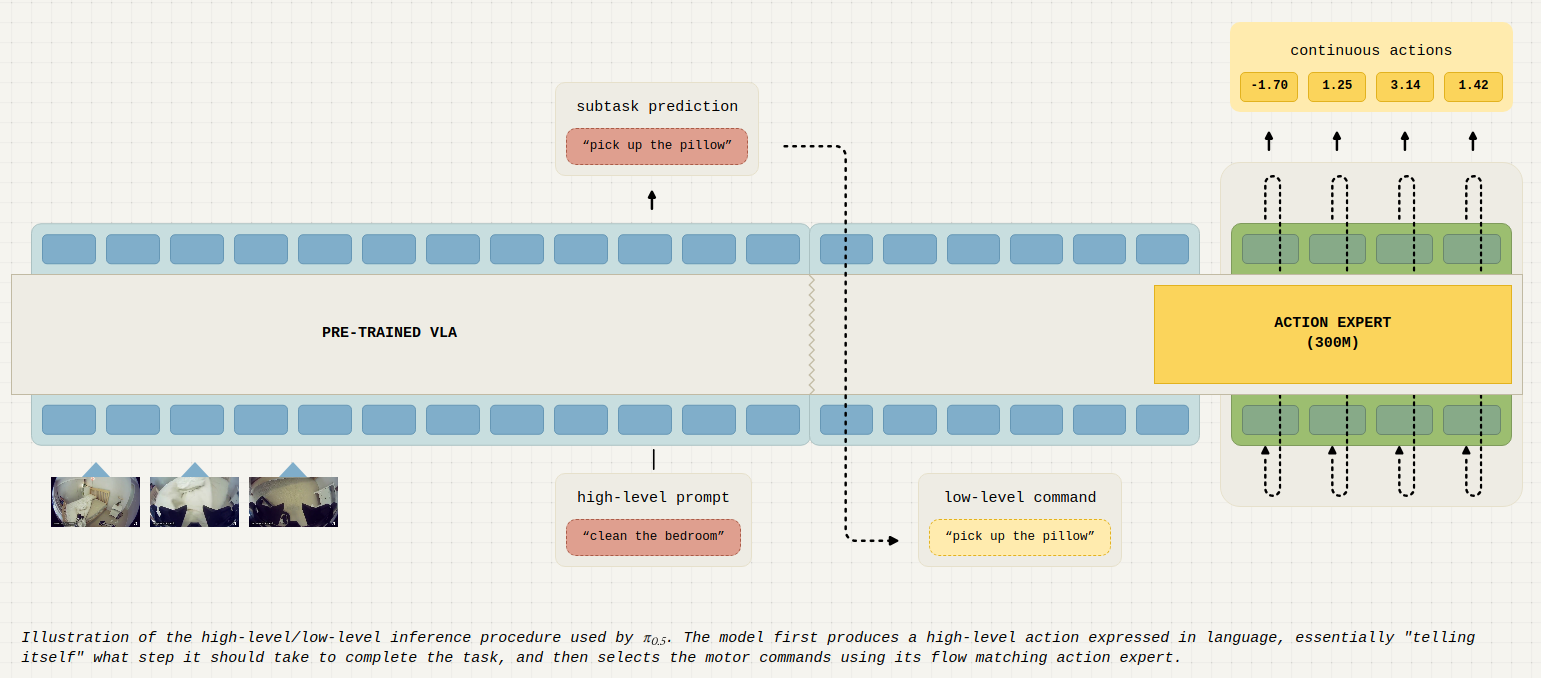 continuous actions
-1.70 1.25 3.14 1.42
subtask prediction
“pick up the pillow”
PRE-TRAINED VLA
ACTION EXPERT
(300M)
high-level prompt
“clean the bedroom”
low-level command
“pick up the pillow”
Illustration of the high-level/low-level inference procedure used by π0.5. The model first produces a high-level action expressed in language, essentially "telling
itself" what step it should take to complete the task, and then selects the motor commands using its flow matching action expert.